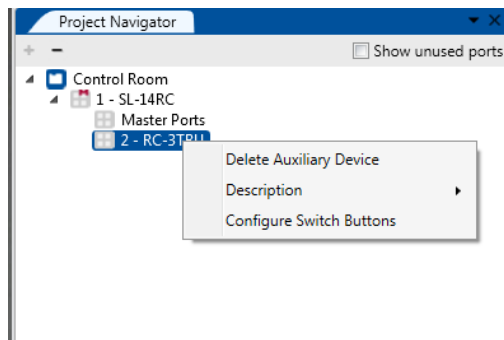 Project Navigator
Show unused ports
Control Room
1 - SL-14RC
Master Ports
2 - RC-3TBU
Delete Auxiliary Device
Description
Configure Switch Buttons